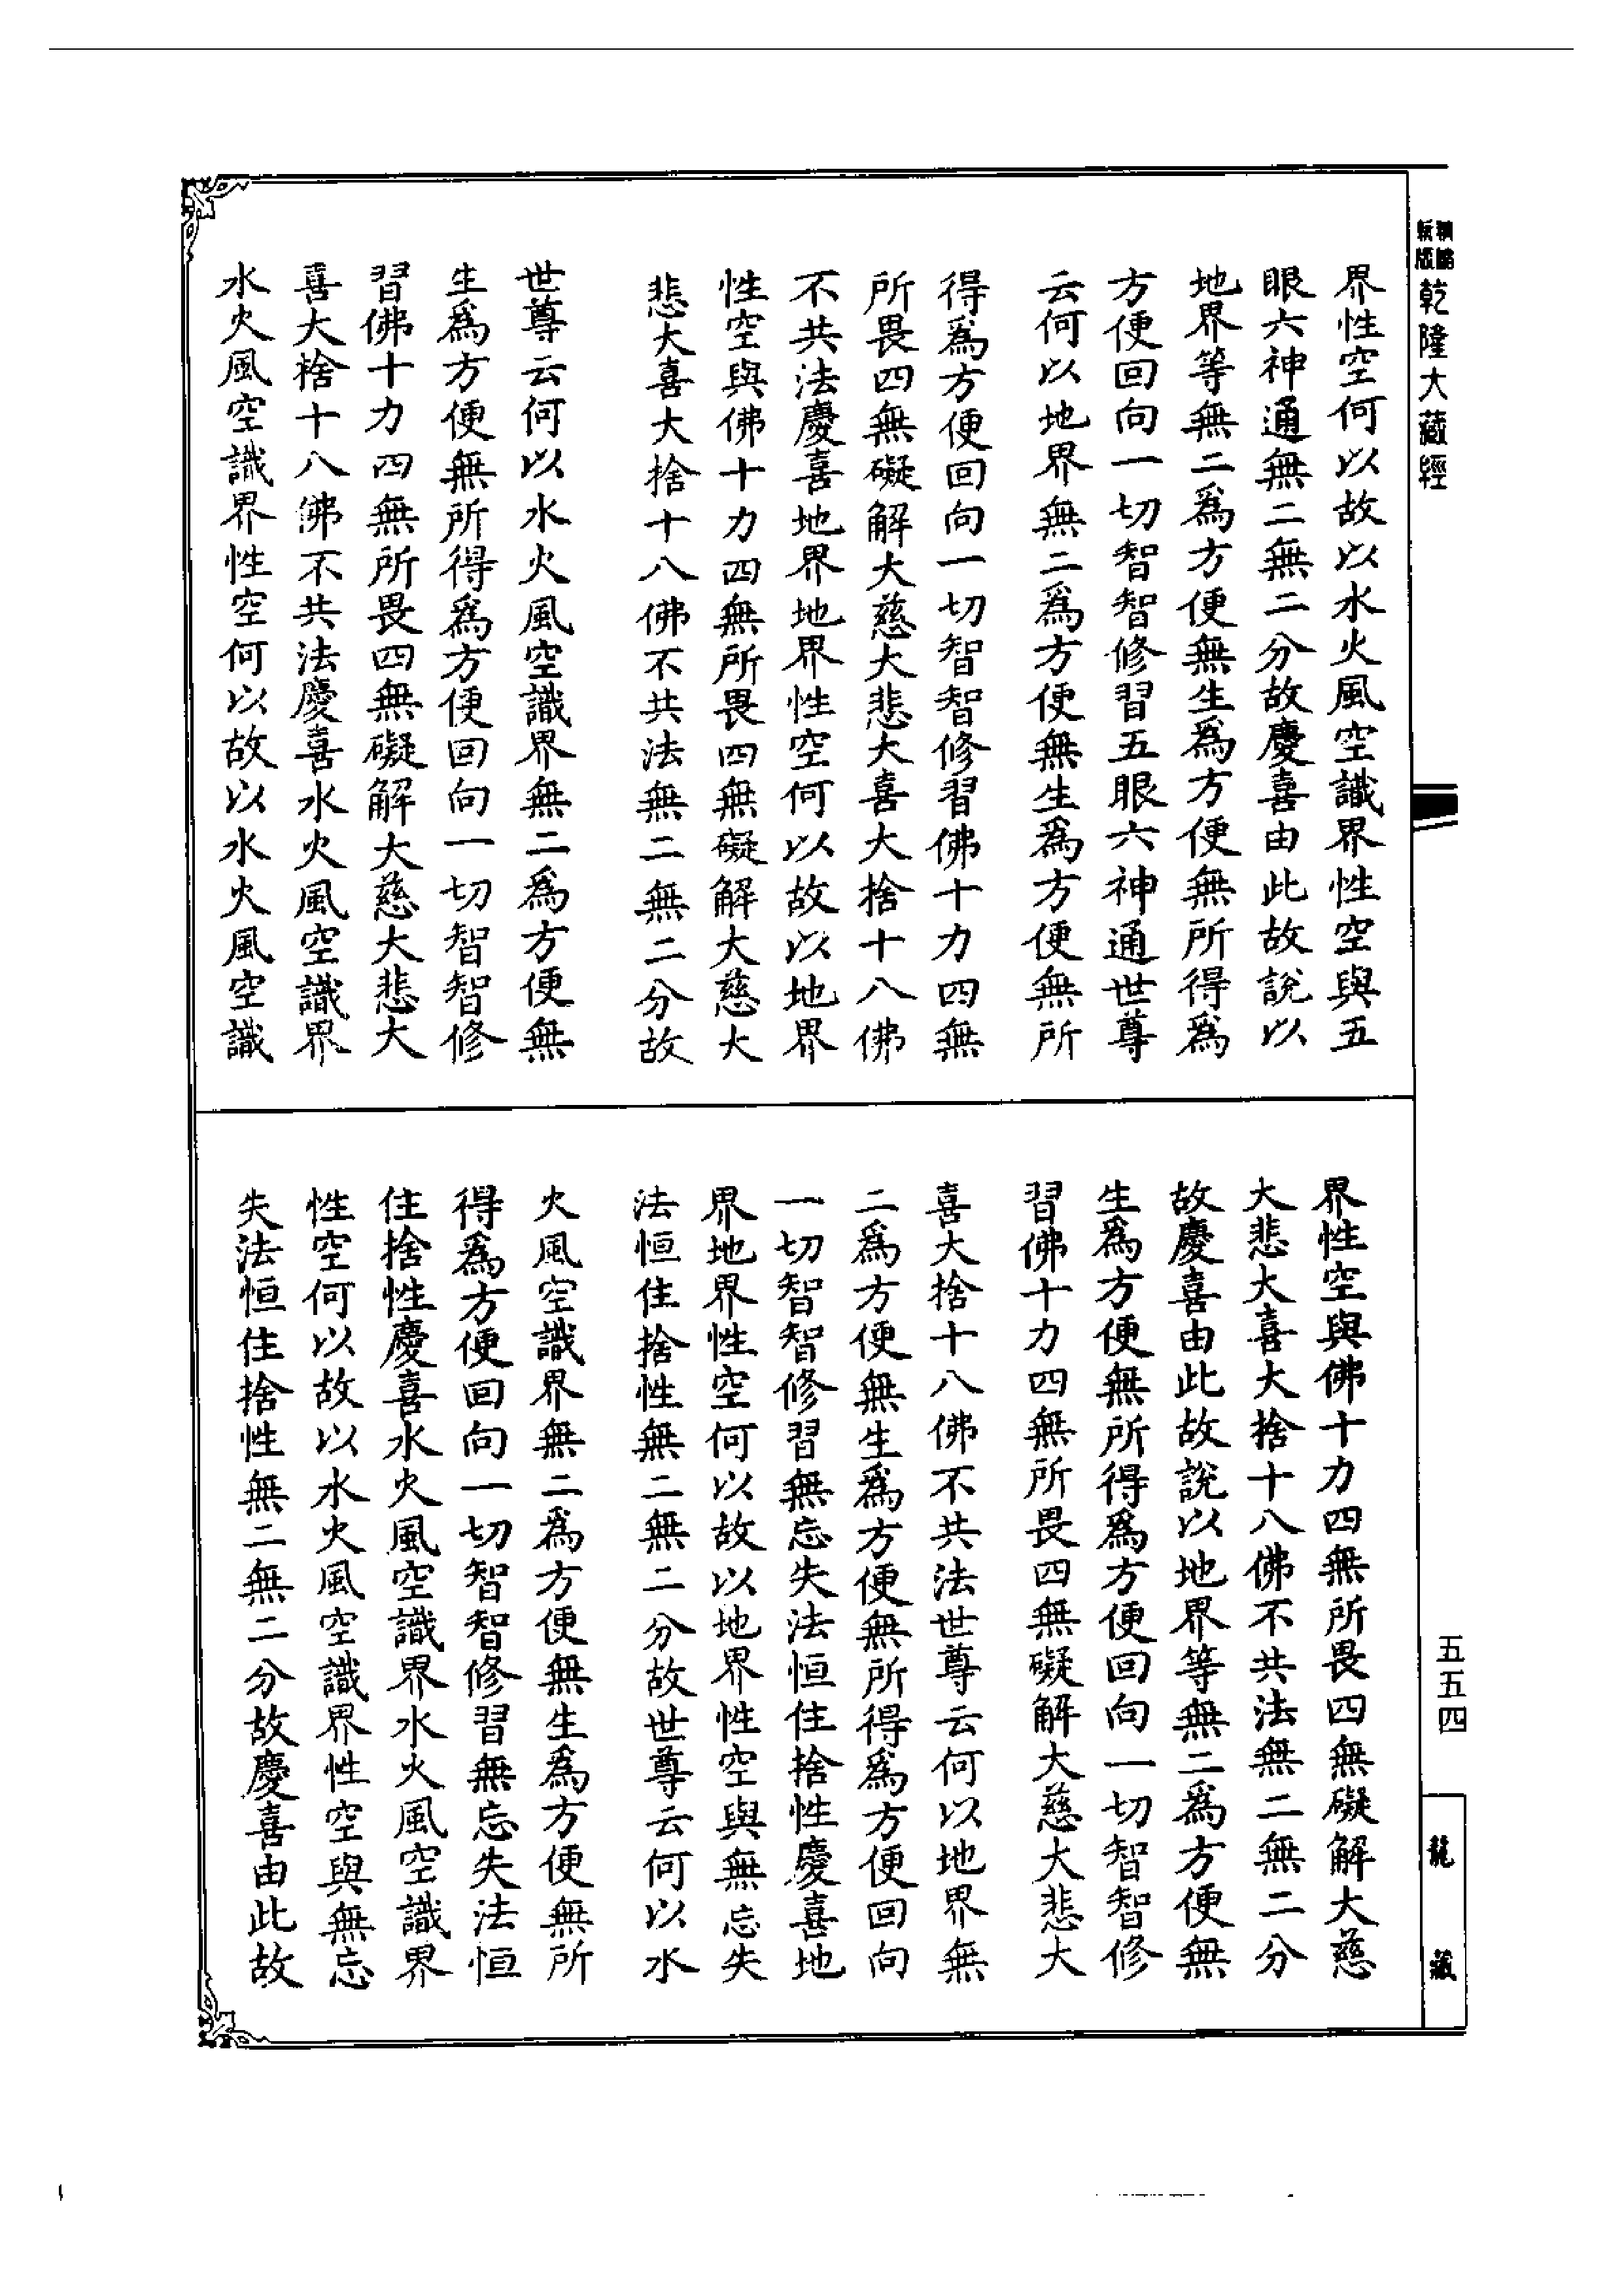 乾隆大藏經
界性空何以故以水火風空識界性空與五
眼六神通無二無二分故慶喜由此故說以
地界等無二為方便無生為方便無所得為
方便回向一切智智修習五眼六神通世尊
云何以地界無二為方便無生為方便無所
得為方便回向一切智智修習佛十力四無
所畏四無礙解大慈大悲大喜大捨十八佛
不共法慶喜地界地界性空何以故以地界
性空與佛十力四無所畏四無礙解大慈大
悲大喜大捨十八佛不共法無二無二分故
世尊云何以水火風空識界無二為方便無
生為方便無所得為方便回向一切智智修
習佛十力四無所畏四無礙解大慈大悲大
喜大捨十八佛不共法慶喜水火風空識界
水火風空識界性空何以故以水火風空識
界性空與佛十力四無所畏四無礙解大慈
大悲大喜大捨十八佛不共法無二無二分
故慶喜由此故說以地界等無二為方便無
生為方便無所得為方便回向一切智智修
習佛十力四無所畏四無礙解大慈大悲大
喜大捨十八佛不共法世尊云何以地界無
二為方便無生為方便無所得為方便回向
一切智智修習無忘失法恒住捨性慶喜地
界地界性空何以故以地界性空與無忘失
法恒住捨性無二無二分故世尊云何以水
火風空識界無二為方便無生為方便無所
得為方便回向一切智智修習無忘失法恒
住捨性慶喜水火風空識界水火風空識界
性空何以故以水火風空識界性空與無忘
失法恒住捨性無二無二分故慶喜由此故
五五四
龍藏